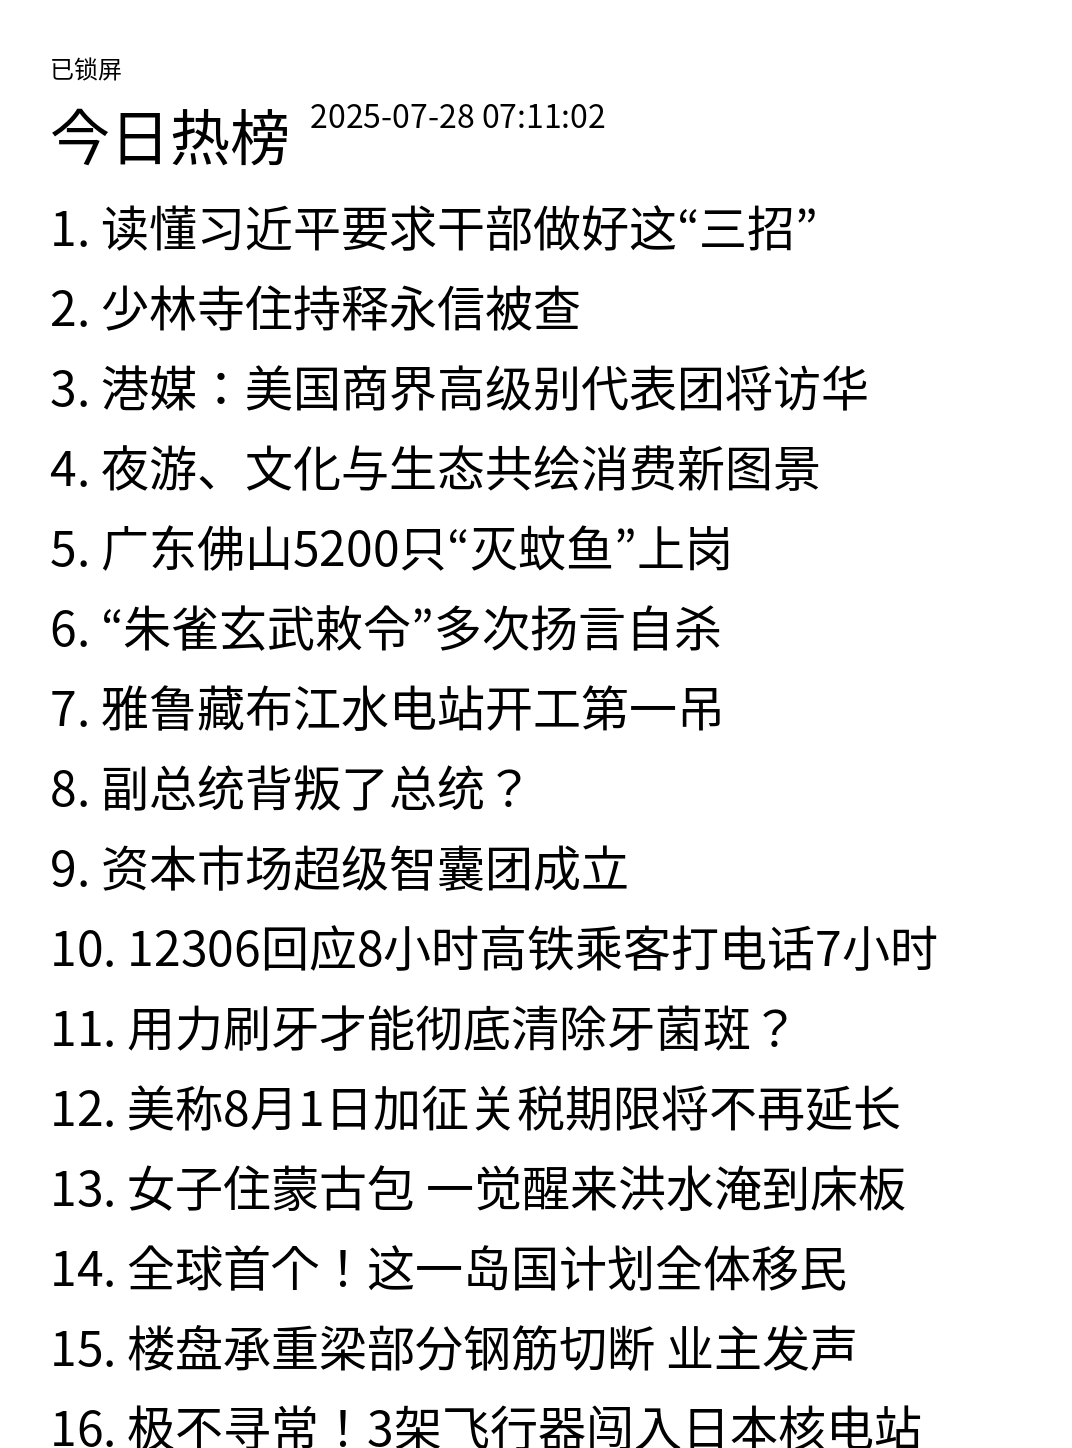 已锁屏
今日热榜 2025-07-28 07:11:02
1. 读懂习近平要求干部做好这“三招”
2. 少林寺住持释永信被查
3. 港媒：美国商界高级别代表团将访华
4. 夜游、文化与生态共绘消费新图景
5. 广东佛山5200只“灭蚊鱼”上岗
6. “朱雀玄武敕令”多次扬言自杀
7. 雅鲁藏布江水电站开工第一吊
8. 副总统背叛了总统？
9. 资本市场超级智囊团成立
10. 12306回应8小时高铁乘客打电话7小时
11. 用力刷牙才能彻底清除牙菌斑？
12. 美称8月1日加征关税期限将不再延长
13. 女子住蒙古包 一觉醒来洪水淹到床板
14. 全球首个！这一岛国计划全体移民
15. 楼盘承重梁部分钢筋切断 业主发声
16. 极不寻常！3架飞行器闯入日本核电站